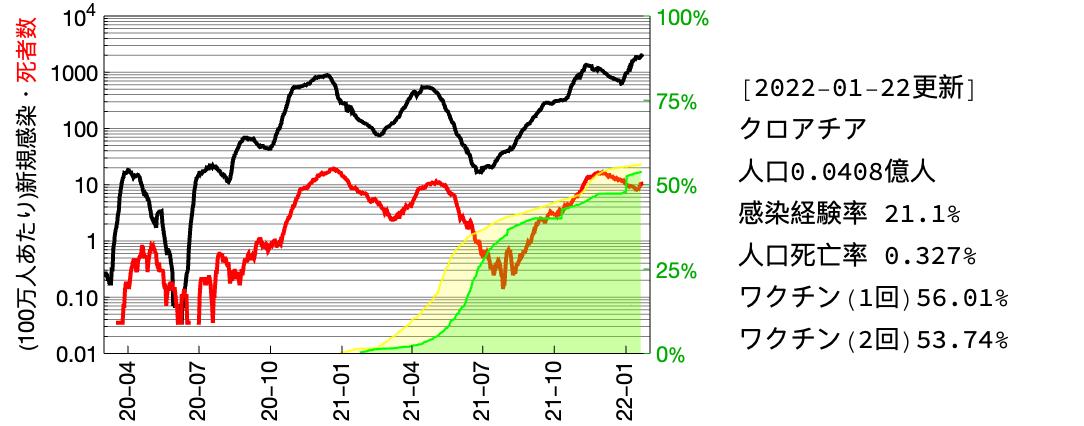 (100万人あたり)新規感染・死者数
10^4
1000
100
10
1
0.10
0.01
100%
75%
50%
25%
0%
20-04
20-07
20-10
21-01
21-04
21-07
21-10
22-01
[2022-01-22更新]
クロアチア
人口0.0408億人
感染経験率 21.1%
人口死亡率 0.327%
ワクチン(1回)56.01%
ワクチン(2回)53.74%